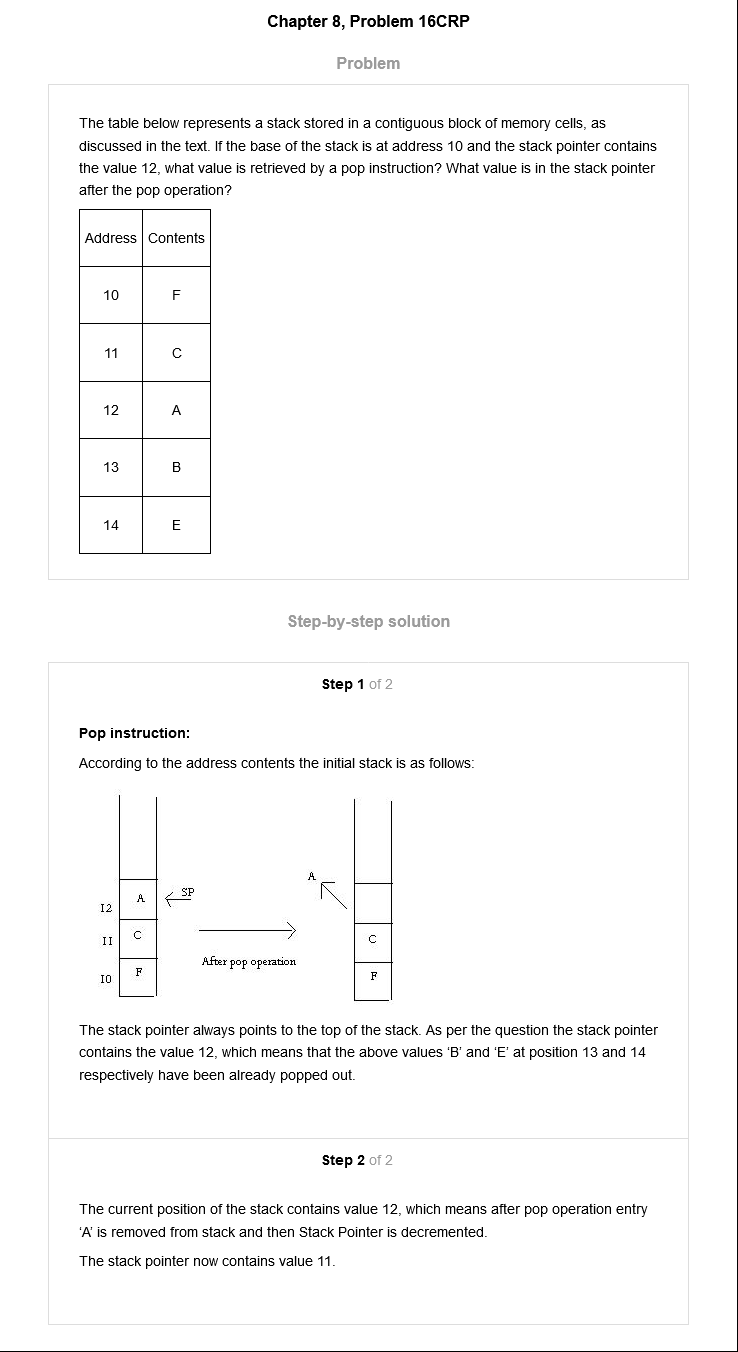 Chapter 8, Problem 16CRP
Problem
The table below represents a stack stored in a contiguous block of memory cells, as
discussed in the text. If the base of the stack is at address 10 and the stack pointer contains
the value 12, what value is retrieved by a pop instruction? What value is in the stack pointer
after the pop operation?
Address Contents
10 F
11 C
12 A
13 B
14 E
Step-by-step solution
Step 1 of 2
Pop instruction:
According to the address contents the initial stack is as follows:
A
SP
A
I2
C
II
C
After pop operation
F
I0
F
The stack pointer always points to the top of the stack. As per the question the stack pointer
contains the value 12, which means that the above values ‘B’ and ‘E’ at position 13 and 14
respectively have been already popped out.
Step 2 of 2
The current position of the stack contains value 12, which means after pop operation entry
‘A’ is removed from stack and then Stack Pointer is decremented.
The stack pointer now contains value 11.